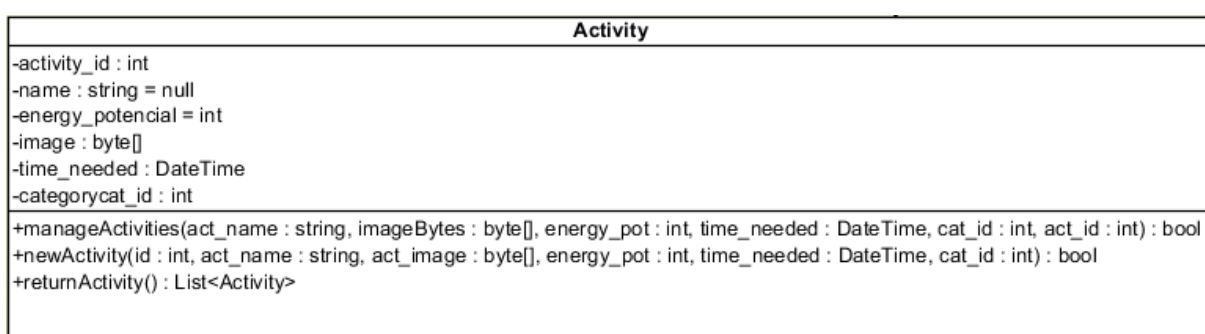 Activity
-activity_id : int
-name : string = null
-energy_potencial = int
-image : byte[]
-time_needed : DateTime
-categorycat_id : int
+manageActivities(act_name : string, imageBytes : byte[], energy_pot : int, time_needed : DateTime, cat_id : int, act_id : int) : bool
+newActivity(id : int, act_name : string, act_image : byte[], energy_pot : int, time_needed : DateTime, cat_id : int) : bool
+returnActivity() : List<Activity>